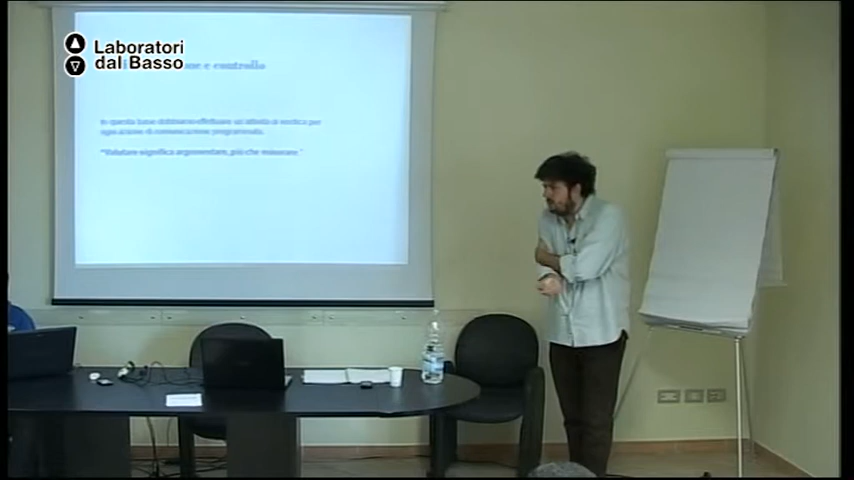 Laboratori
dal Basso
e controllo
In questa fase dobbiamo effettuare un'attività di verifica per
ogni azione di comunicazione programmata.
"Valutare significa argomentare, più che misurare."